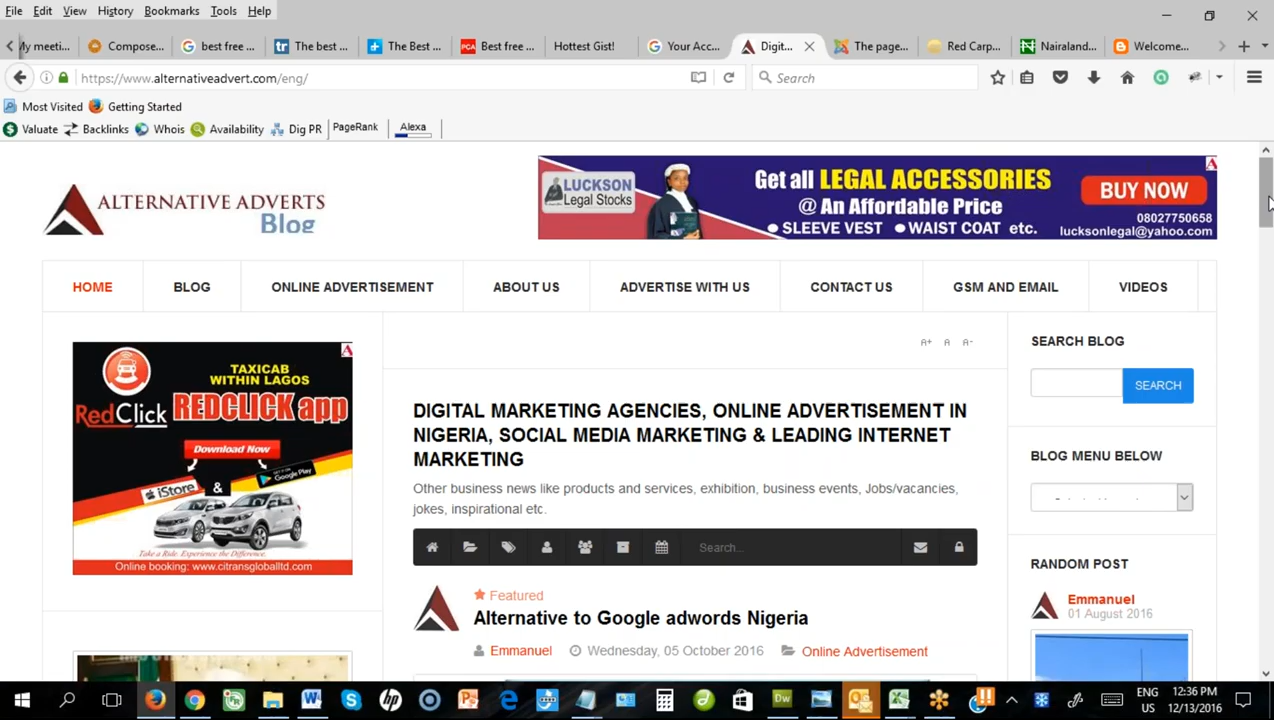 File Edit View History Bookmarks Tools Help
My meeti... Compose... best free ... The best ... The Best ... Best free ... Hottest Gist! Your Acc... Digit... The page... Red Carp... Nairaland... Welcome...
https://www.alternativeadvert.com/eng/ Search
Most Visited Getting Started
Valuate Backlinks Whois Availability Dig PR PageRank Alexa
ALTERNATIVE ADVERTS
Blog
LUCKSON
Legal Stocks
Get all LEGAL ACCESSORIES
@ An Affordable Price
SLEEVE VEST WAIST COAT etc.
BUY NOW
08027750658
lucksonlegal@yahoo.com
HOME BLOG ONLINE ADVERTISEMENT ABOUT US ADVERTISE WITH US CONTACT US GSM AND EMAIL VIDEOS
TAXICAB
WITHIN LAGOS
RedClick REDCLICK app
Download Now
iStore & Google Play
Take a Ride. Experience the Difference.
Online booking: www.citransgloballtd.com
A+ A A-
DIGITAL MARKETING AGENCIES, ONLINE ADVERTISEMENT IN
NIGERIA, SOCIAL MEDIA MARKETING & LEADING INTERNET
MARKETING
Other business news like products and services, exhibition, business events, Jobs/vacancies,
jokes, inspirational etc.
Search...
Featured
Alternative to Google adwords Nigeria
Emmanuel Wednesday, 05 October 2016 Online Advertisement
SEARCH BLOG
SEARCH
BLOG MENU BELOW
RANDOM POST
Emmanuel
01 August 2016
ENG
US
12:36 PM
12/13/2016